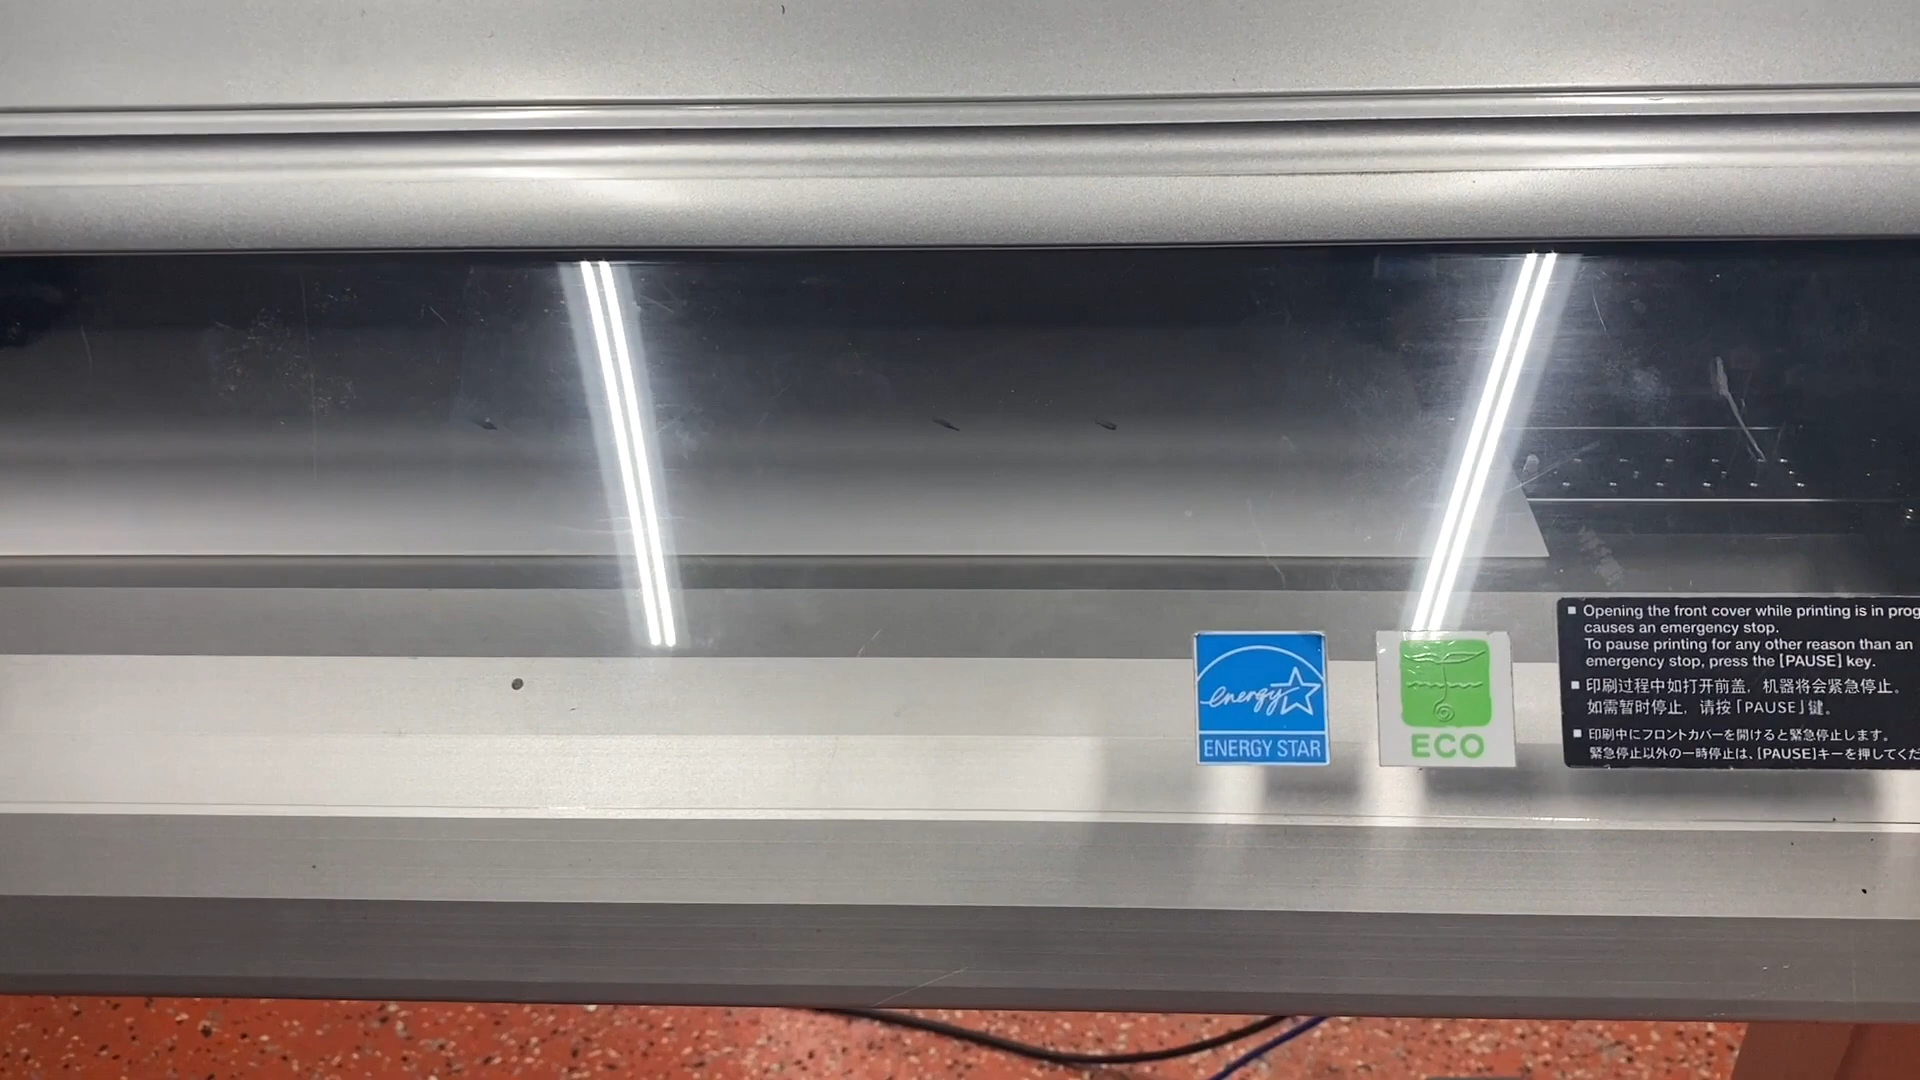 energy
ENERGY STAR
ECO
■ Opening the front cover while printing is in prog
causes an emergency stop.
To pause printing for any other reason than an
emergency stop, press the [PAUSE] key.
■ 印刷过程中如打开前盖，机器将会紧急停止。
如需暂时停止，请按「PAUSE」键。
■ 印刷中にフロントカバーを開けると緊急停止します。
緊急停止以外の一時停止は、[PAUSE]キーを押してくだ